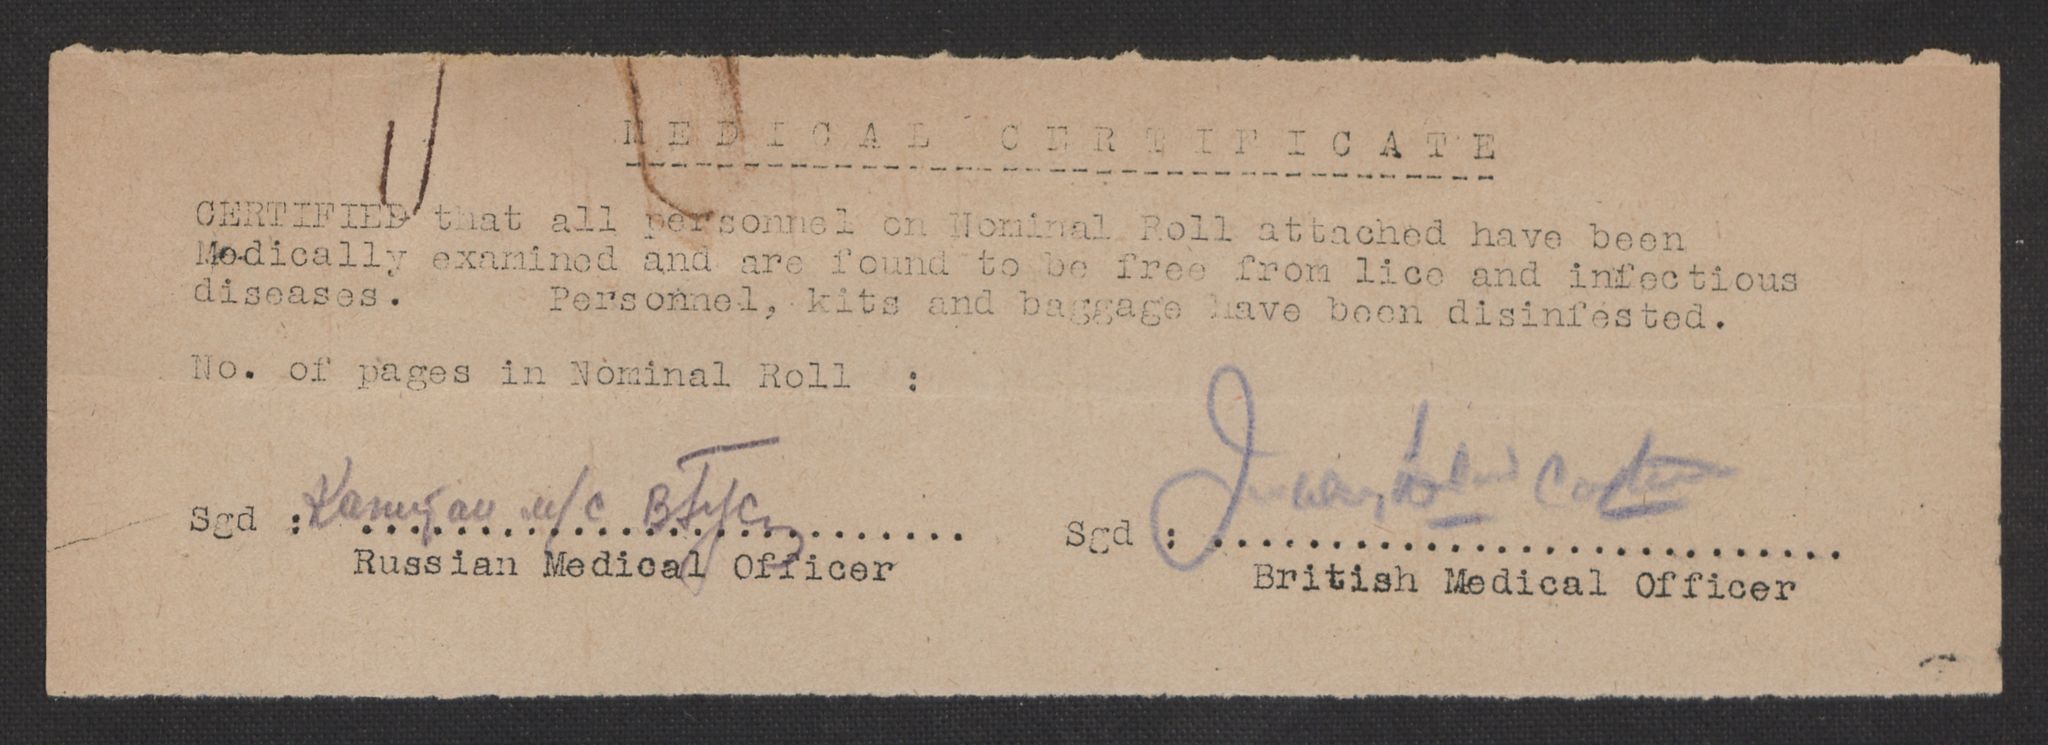 MEDICAL CERTIFICATE
CERTIFIED that all personnel on Nominal Roll attached have been
Medically examined and are found to be free from lice and infectious
diseases. Personnel, kits and baggage have been disinfested.
No. of pages in Nominal Roll :
Sgd : Капитан м/с
Russian Medical Officer
Sgd :
British Medical Officer